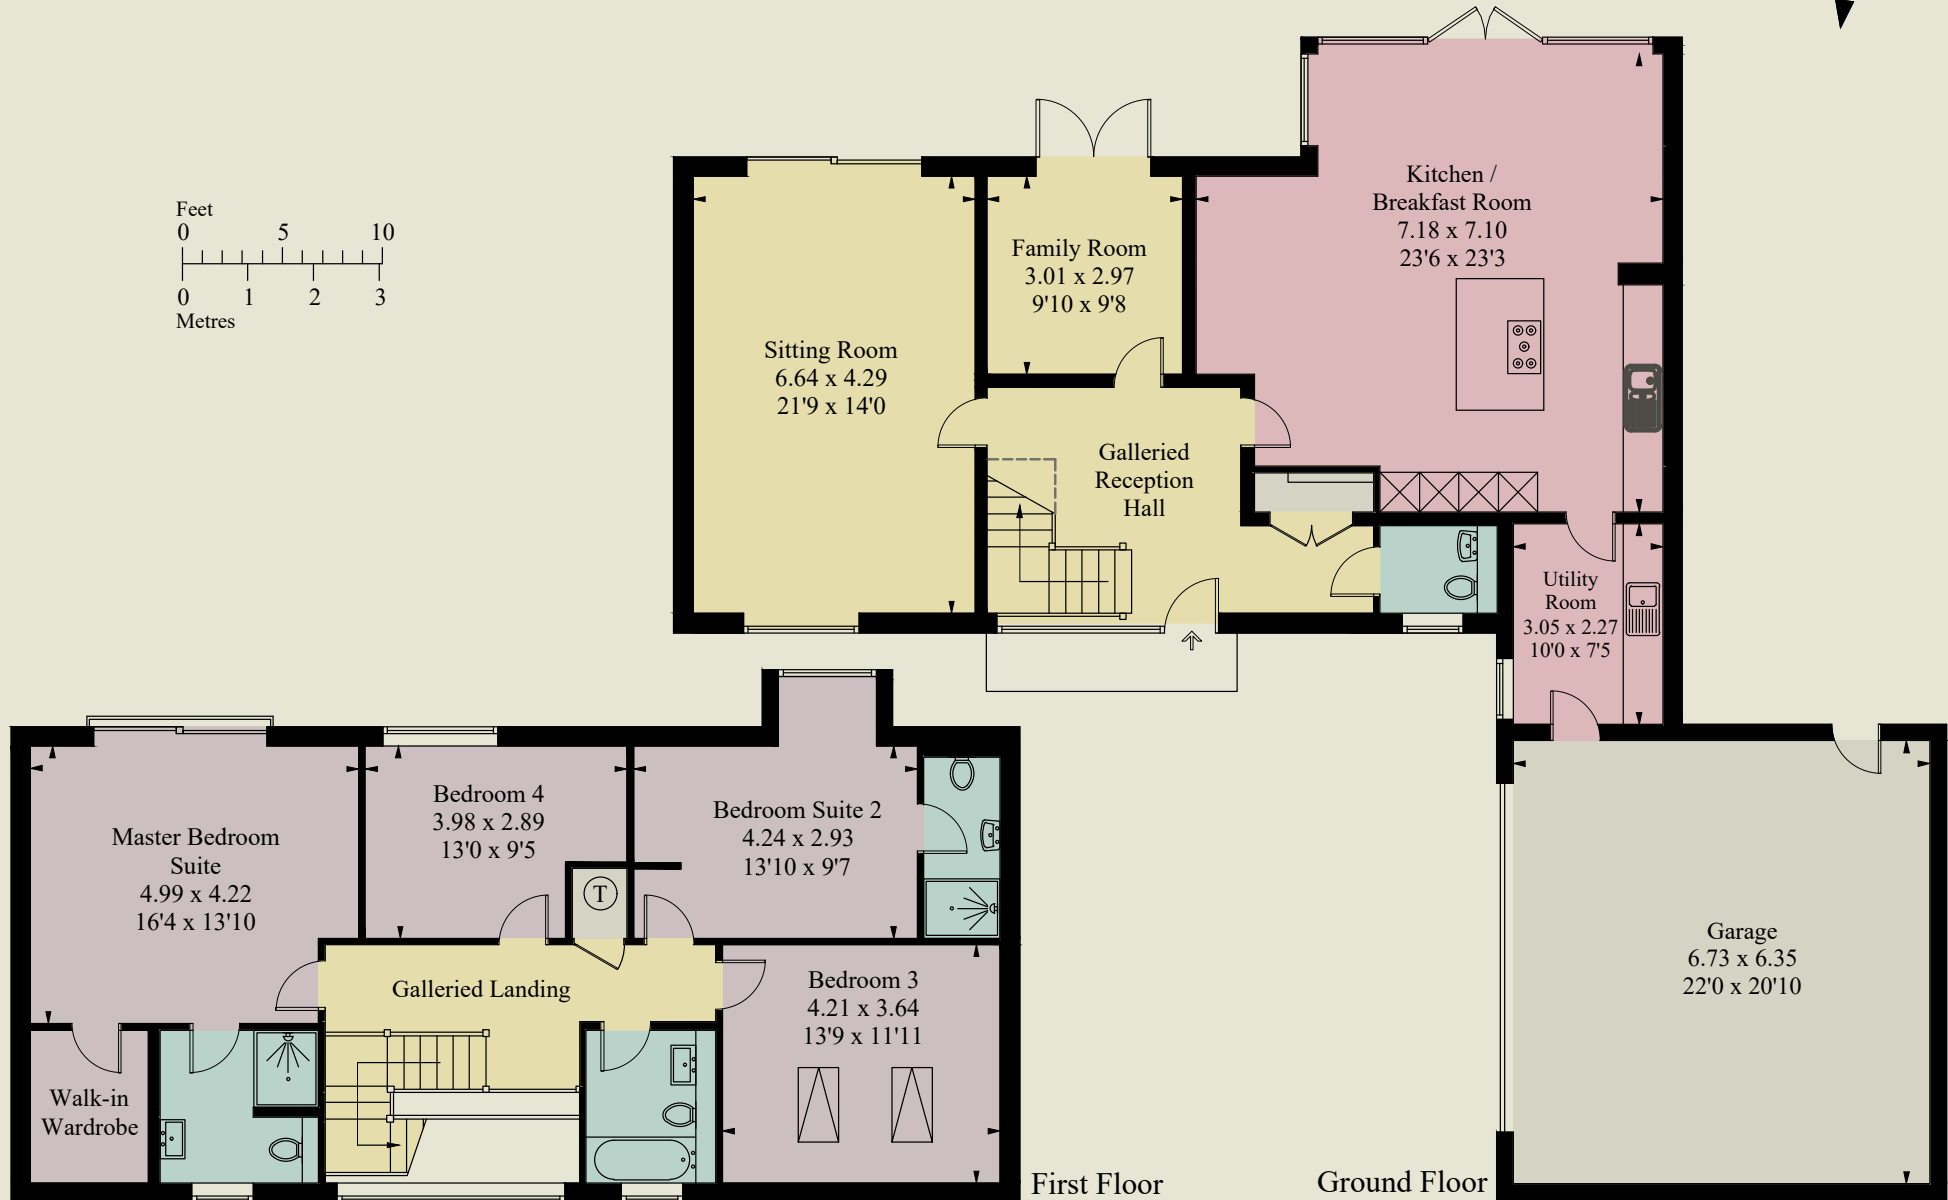 Feet
0 5 10
0 1 2 3
Metres
Sitting Room
6.64 x 4.29
21'9 x 14'0
Family Room
3.01 x 2.97
9'10 x 9'8
Kitchen /
Breakfast Room
7.18 x 7.10
23'6 x 23'3
Galleried
Reception
Hall
Utility
Room
3.05 x 2.27
10'0 x 7'5
Garage
6.73 x 6.35
22'0 x 20'10
Ground Floor
Master Bedroom
Suite
4.99 x 4.22
16'4 x 13'10
Bedroom 4
3.98 x 2.89
13'0 x 9'5
Bedroom Suite 2
4.24 x 2.93
13'10 x 9'7
T
Galleried Landing
Bedroom 3
4.21 x 3.64
13'9 x 11'11
Walk-in
Wardrobe
First Floor